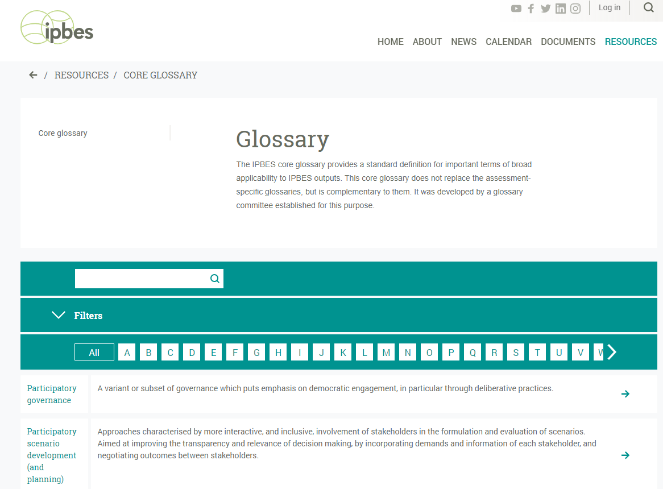 ipbes
Log in
HOME ABOUT NEWS CALENDAR DOCUMENTS RESOURCES
/ RESOURCES / CORE GLOSSARY
Core glossary
Glossary
The IPBES core glossary provides a standard definition for important terms of broad
applicability to IPBES outputs. This core glossary does not replace the assessment-
specific glossaries, but is complementary to them. It was developed by a glossary
committee established for this purpose.
Filters
All A B C D E F G H I J K L M N O P Q R S T U V W
Participatory
governance
A variant or subset of governance which puts emphasis on democratic engagement, in particular through deliberative practices.
Participatory
scenario
development
(and
planning)
Approaches characterised by more interactive, and inclusive, involvement of stakeholders in the formulation and evaluation of scenarios.
Aimed at improving the transparency and relevance of decision making, by incorporating demands and information of each stakeholder, and
negotiating outcomes between stakeholders.